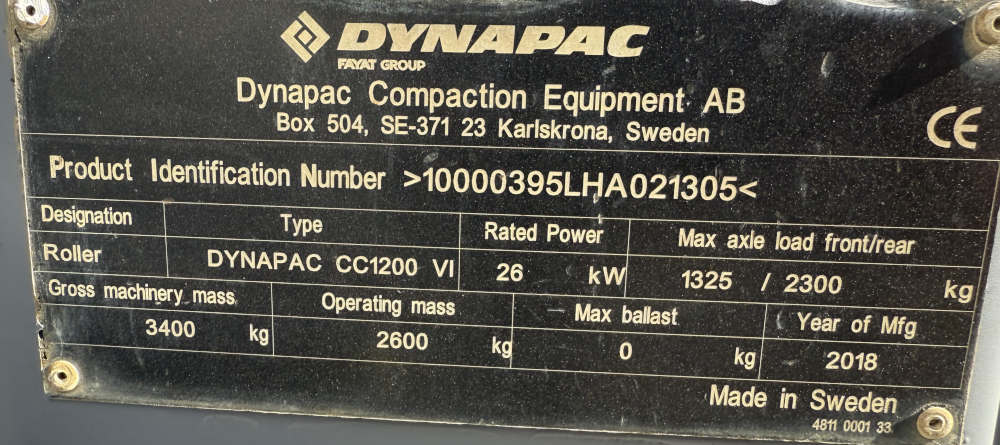 DYNAPAC
FAYAT GROUP
Dynapac Compaction Equipment AB
Box 504, SE-371 23 Karlskrona, Sweden
CE
Product Identification Number >10000395LHA021305<
Designation Type Rated Power Max axle load front/rear
Roller DYNAPAC CC1200 VI 26 kW 1325 / 2300 kg
Gross machinery mass Operating mass Max ballast Year of Mfg
3400 kg 2600 kg 0 kg 2018
Made in Sweden
4811 0001 33